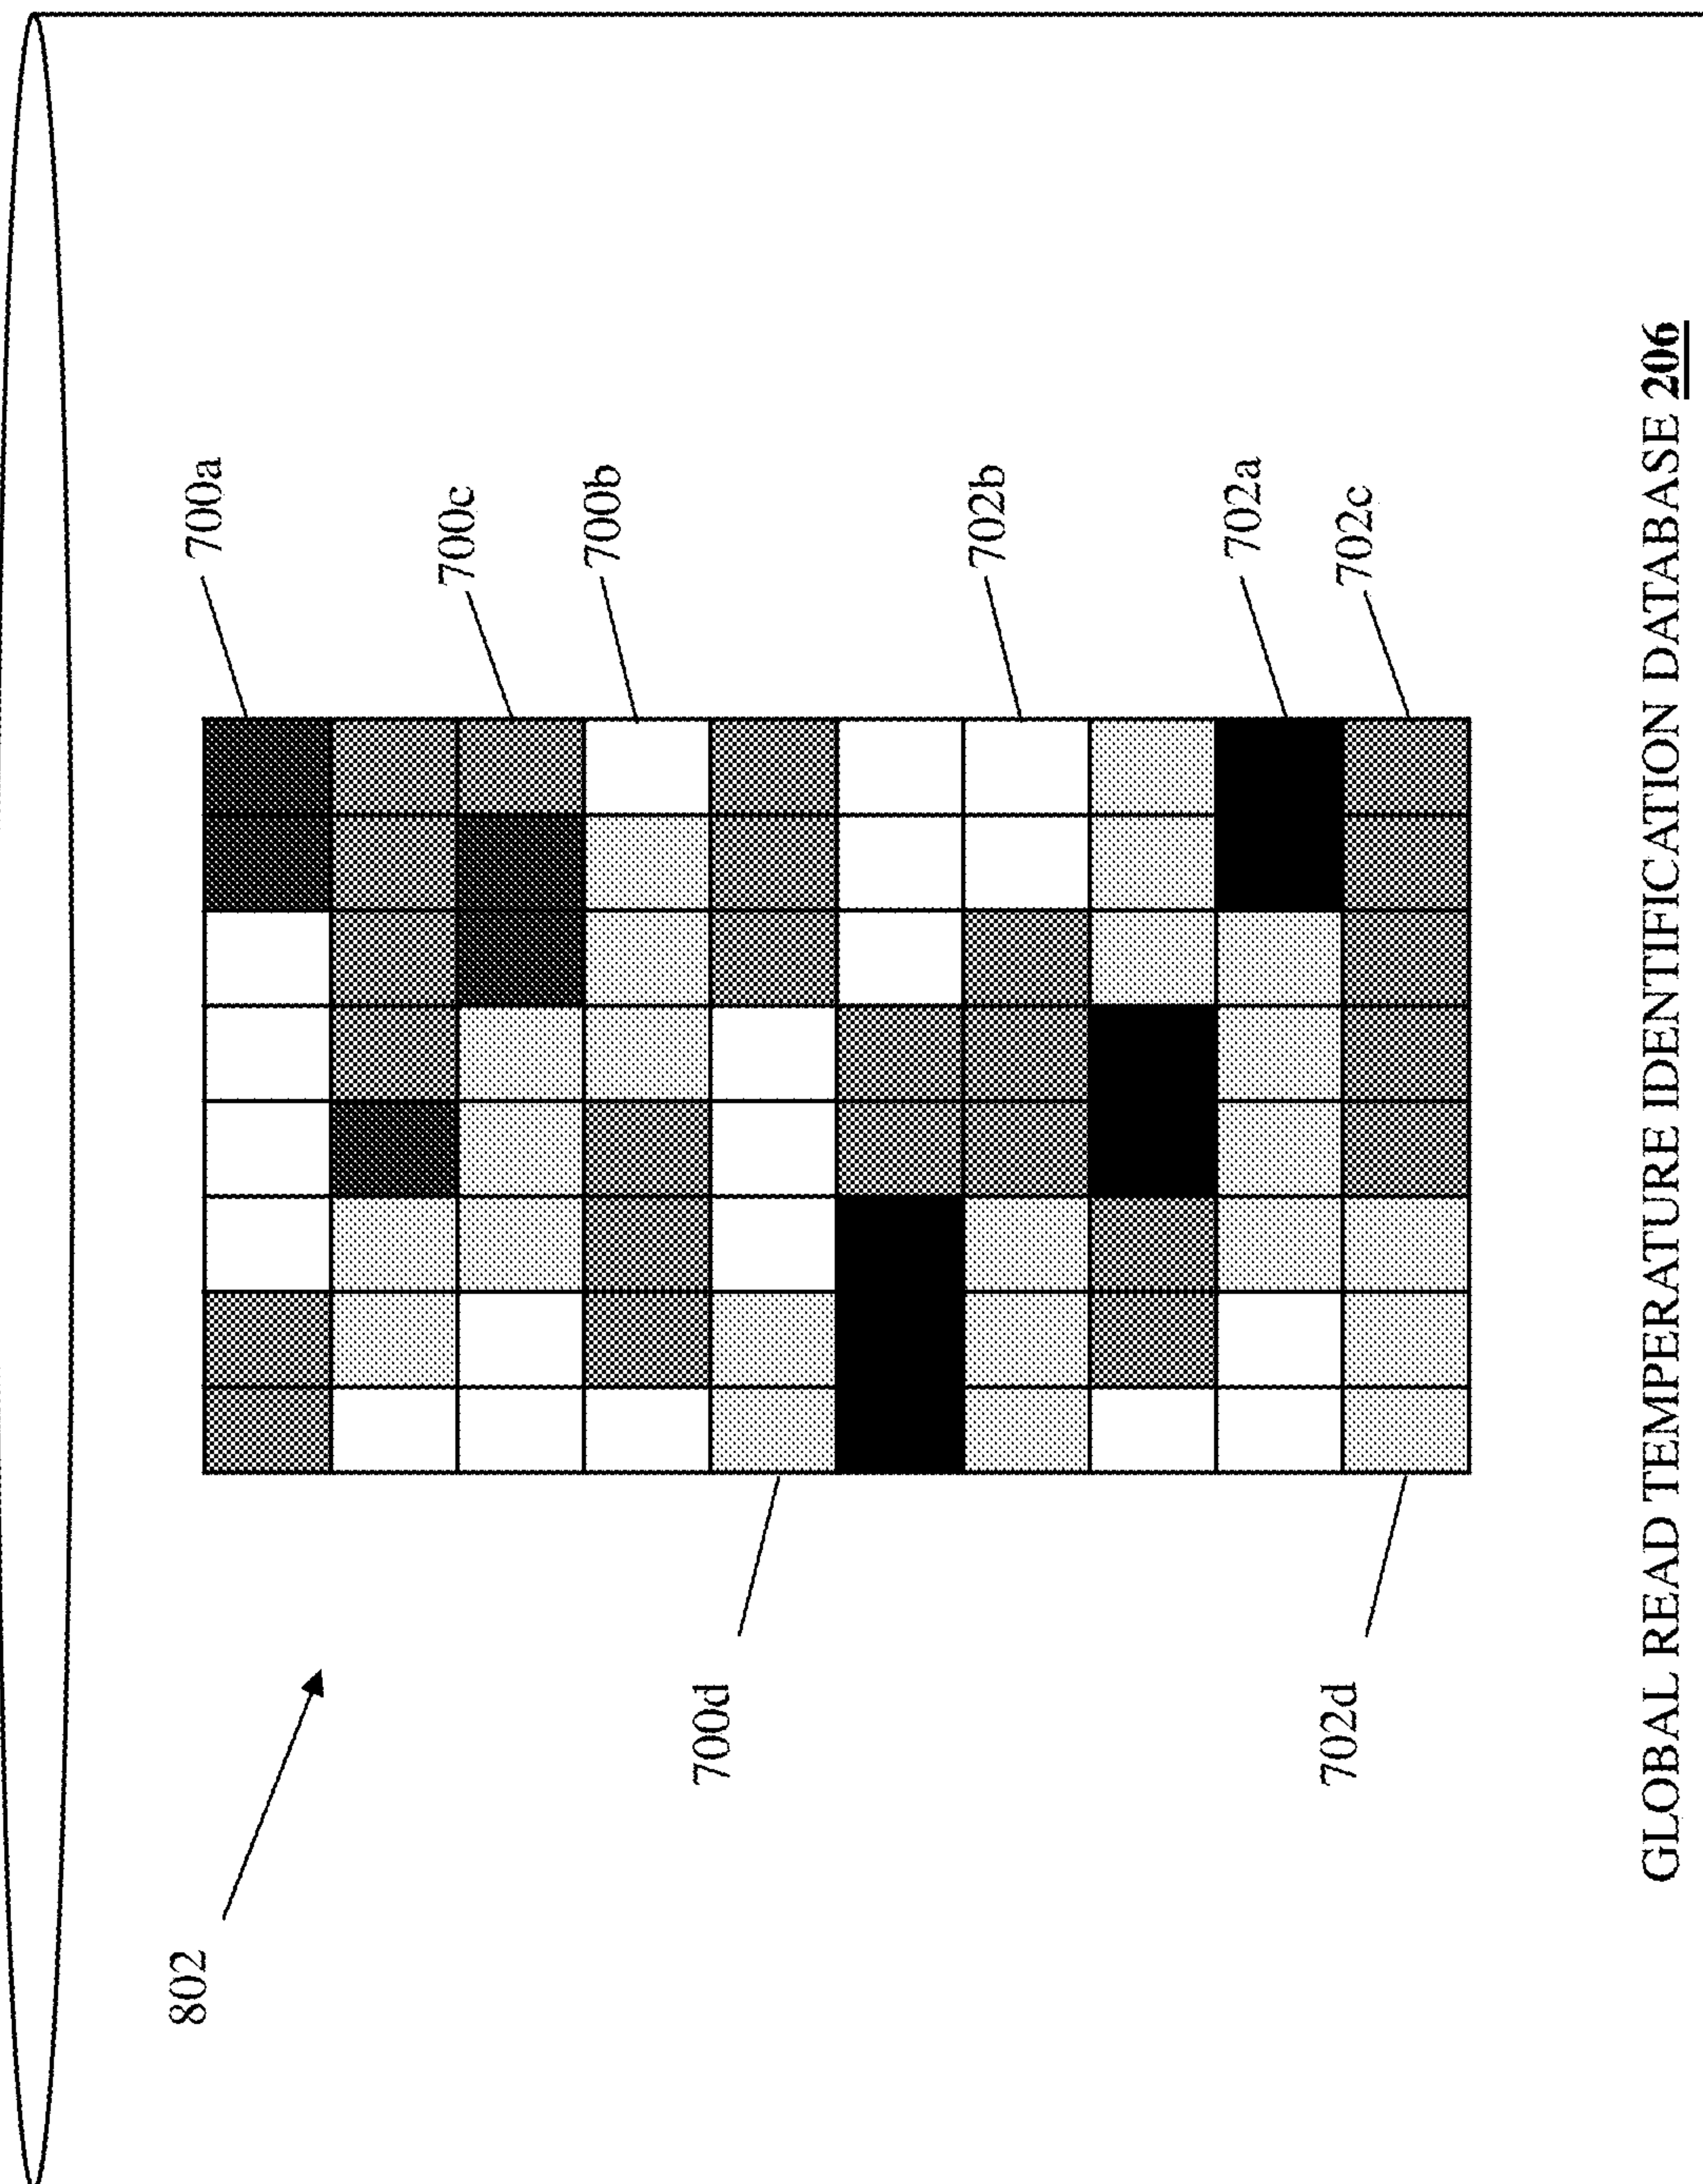 802
700a
700c
700b
700d
702b
702a
702d
702c
GLOBAL READ TEMPERATURE IDENTIFICATION DATABASE 206